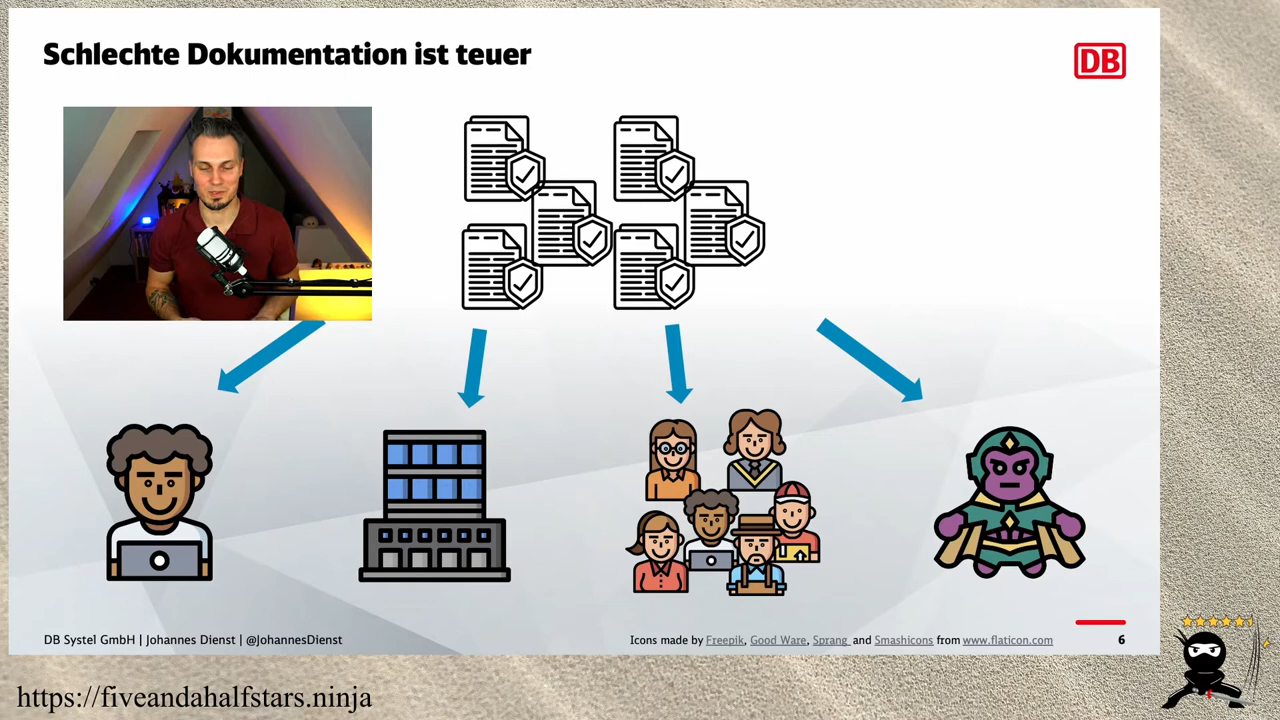 Schlechte Dokumentation ist teuer
DB
DB Systel GmbH | Johannes Dienst | @JohannesDienst
Icons made by Freepik, Good Ware, Sprang and Smashicons from www.flaticon.com
6
https://fiveandahalfstars.ninja